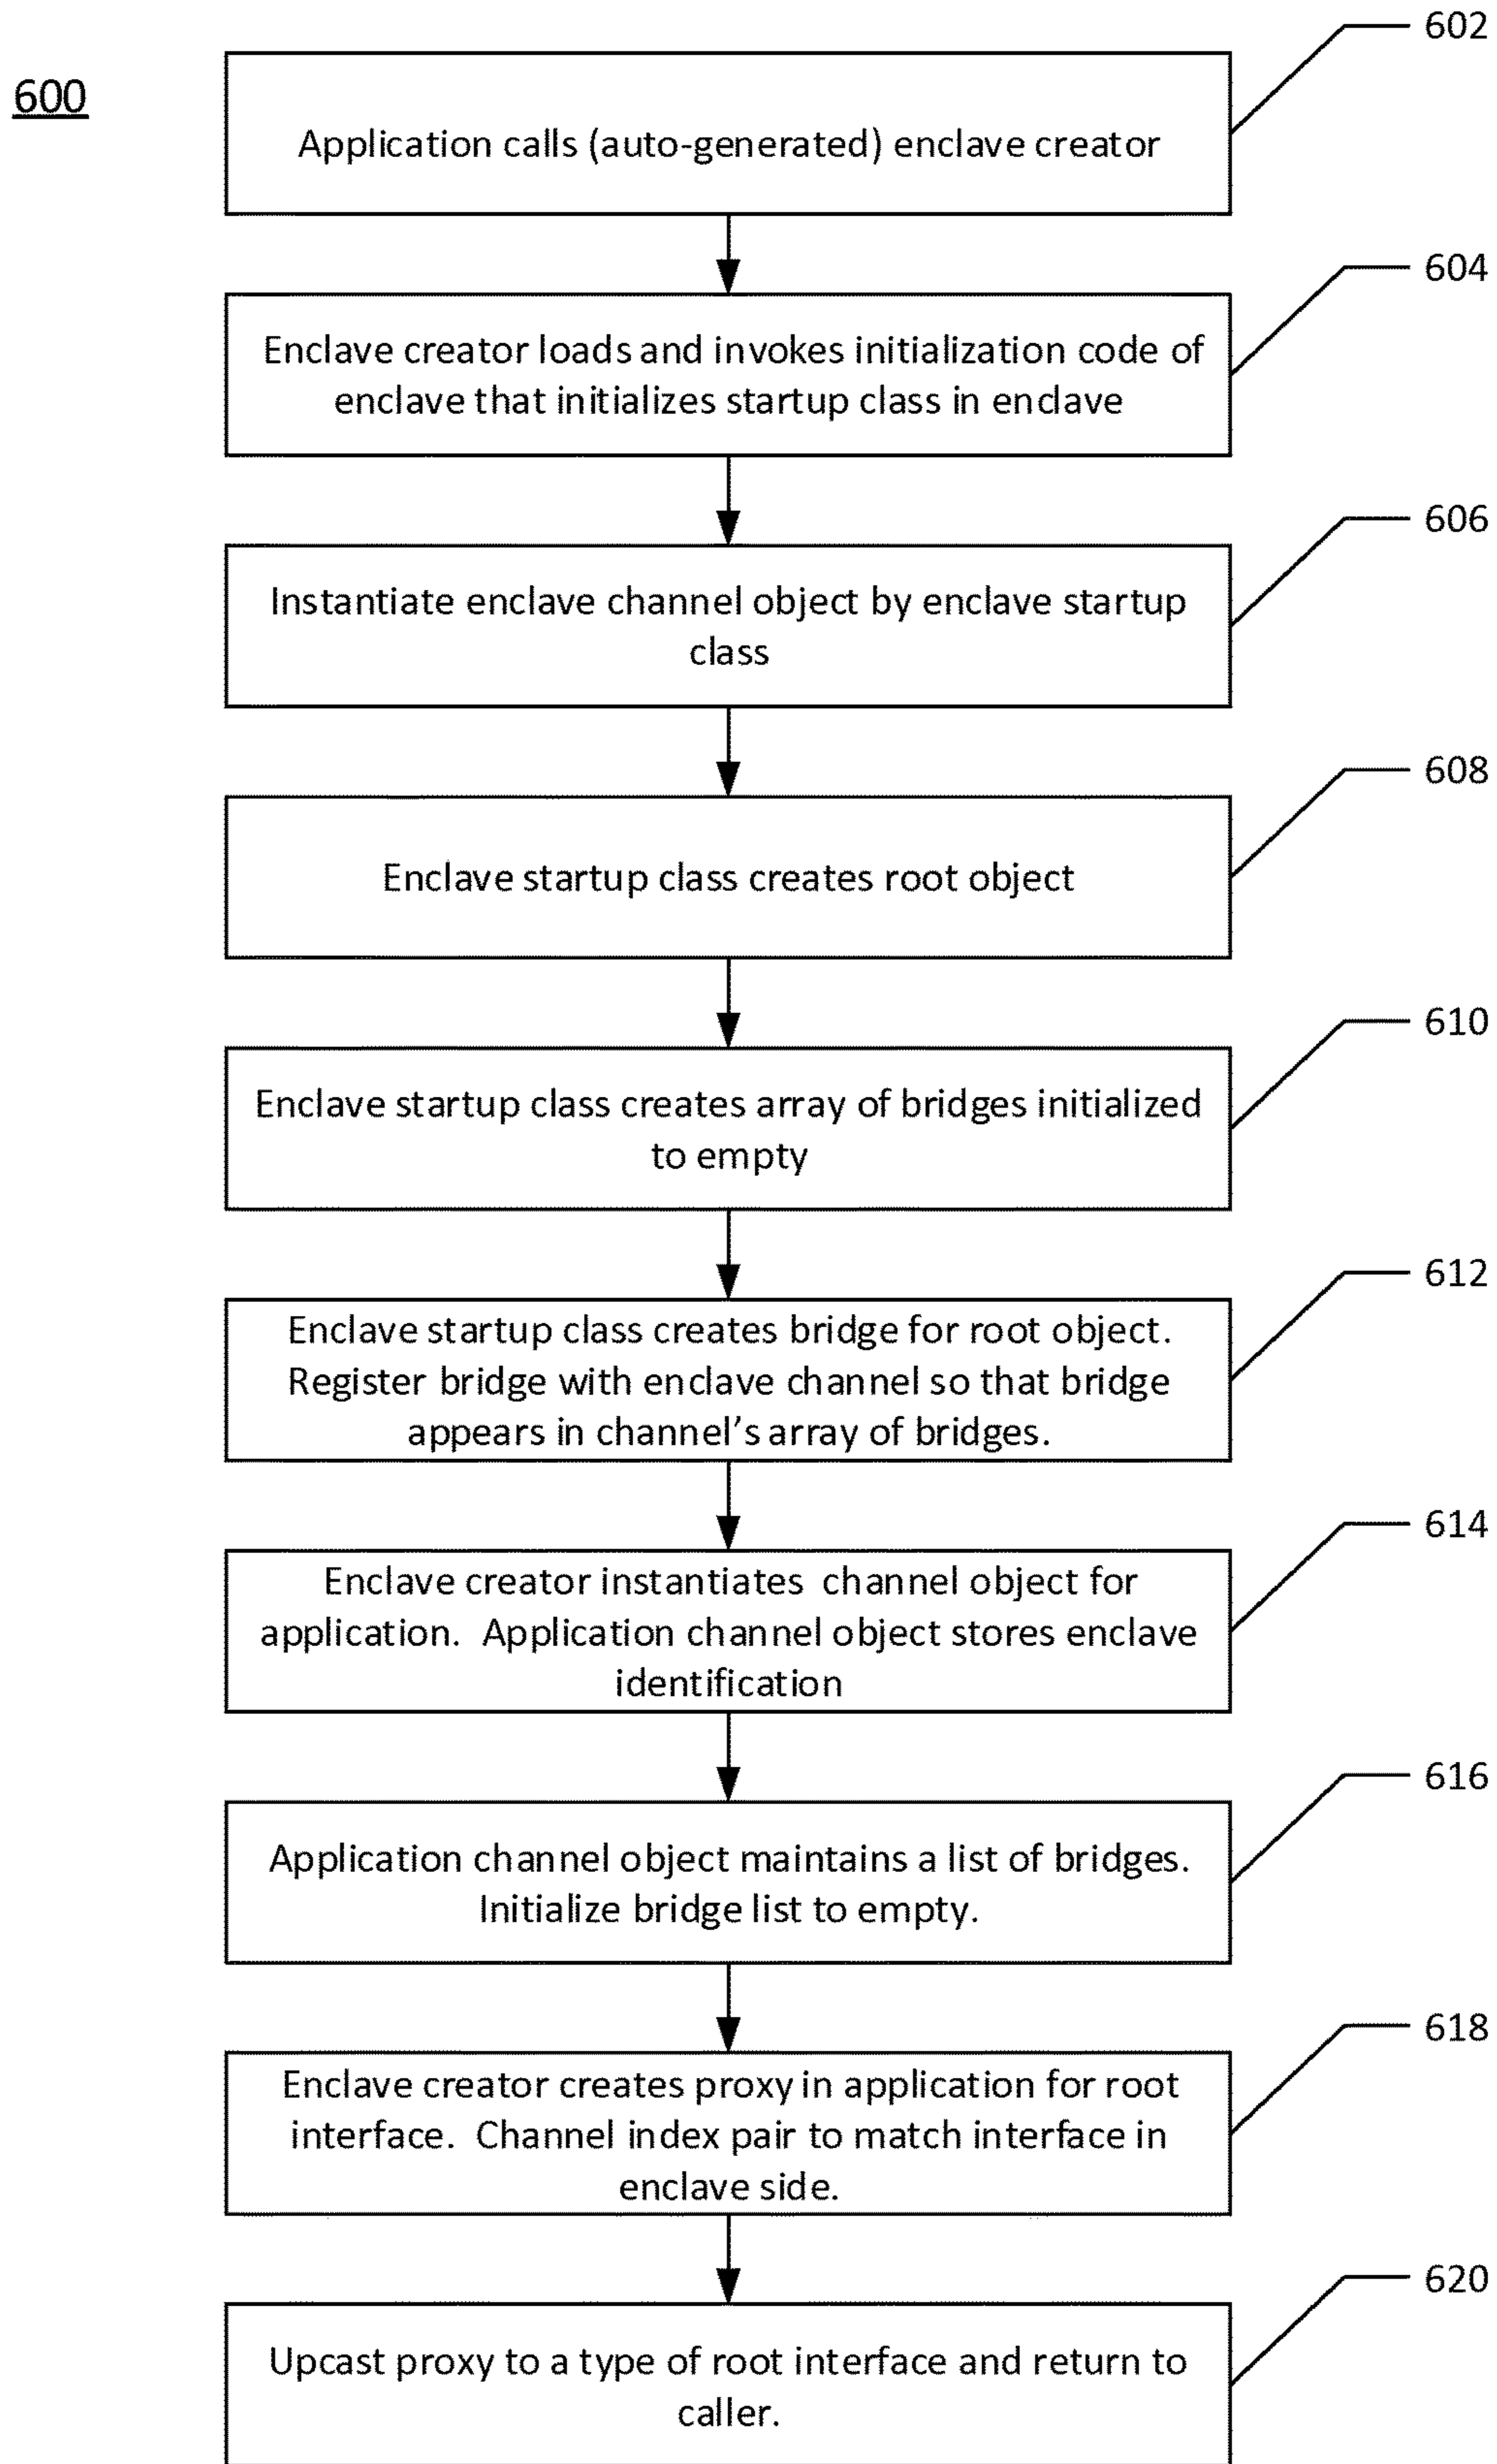 602
600
Application calls (auto-generated) enclave creator
604
Enclave creator loads and invokes initialization code of
enclave that initializes startup class in enclave
606
Instantiate enclave channel object by enclave startup
class
608
Enclave startup class creates root object
610
Enclave startup class creates array of bridges initialized
to empty
612
Enclave startup class creates bridge for root object.
Register bridge with enclave channel so that bridge
appears in channel’s array of bridges.
614
Enclave creator instantiates channel object for
application. Application channel object stores enclave
identification
616
Application channel object maintains a list of bridges.
Initialize bridge list to empty.
618
Enclave creator creates proxy in application for root
interface. Channel index pair to match interface in
enclave side.
620
Upcast proxy to a type of root interface and return to
caller.